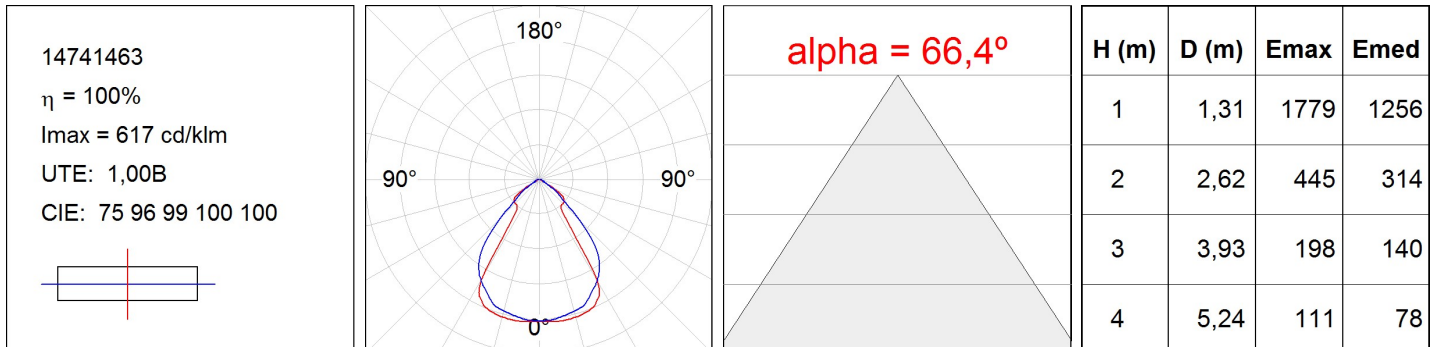 14741463
η = 100%
Imax = 617 cd/klm
UTE: 1,00B
CIE: 75 96 99 100 100
180°
90°
90°
0°
alpha = 66,4º
H (m) D (m) Emax Emed
1 1,31 1779 1256
2 2,62 445 314
3 3,93 198 140
4 5,24 111 78